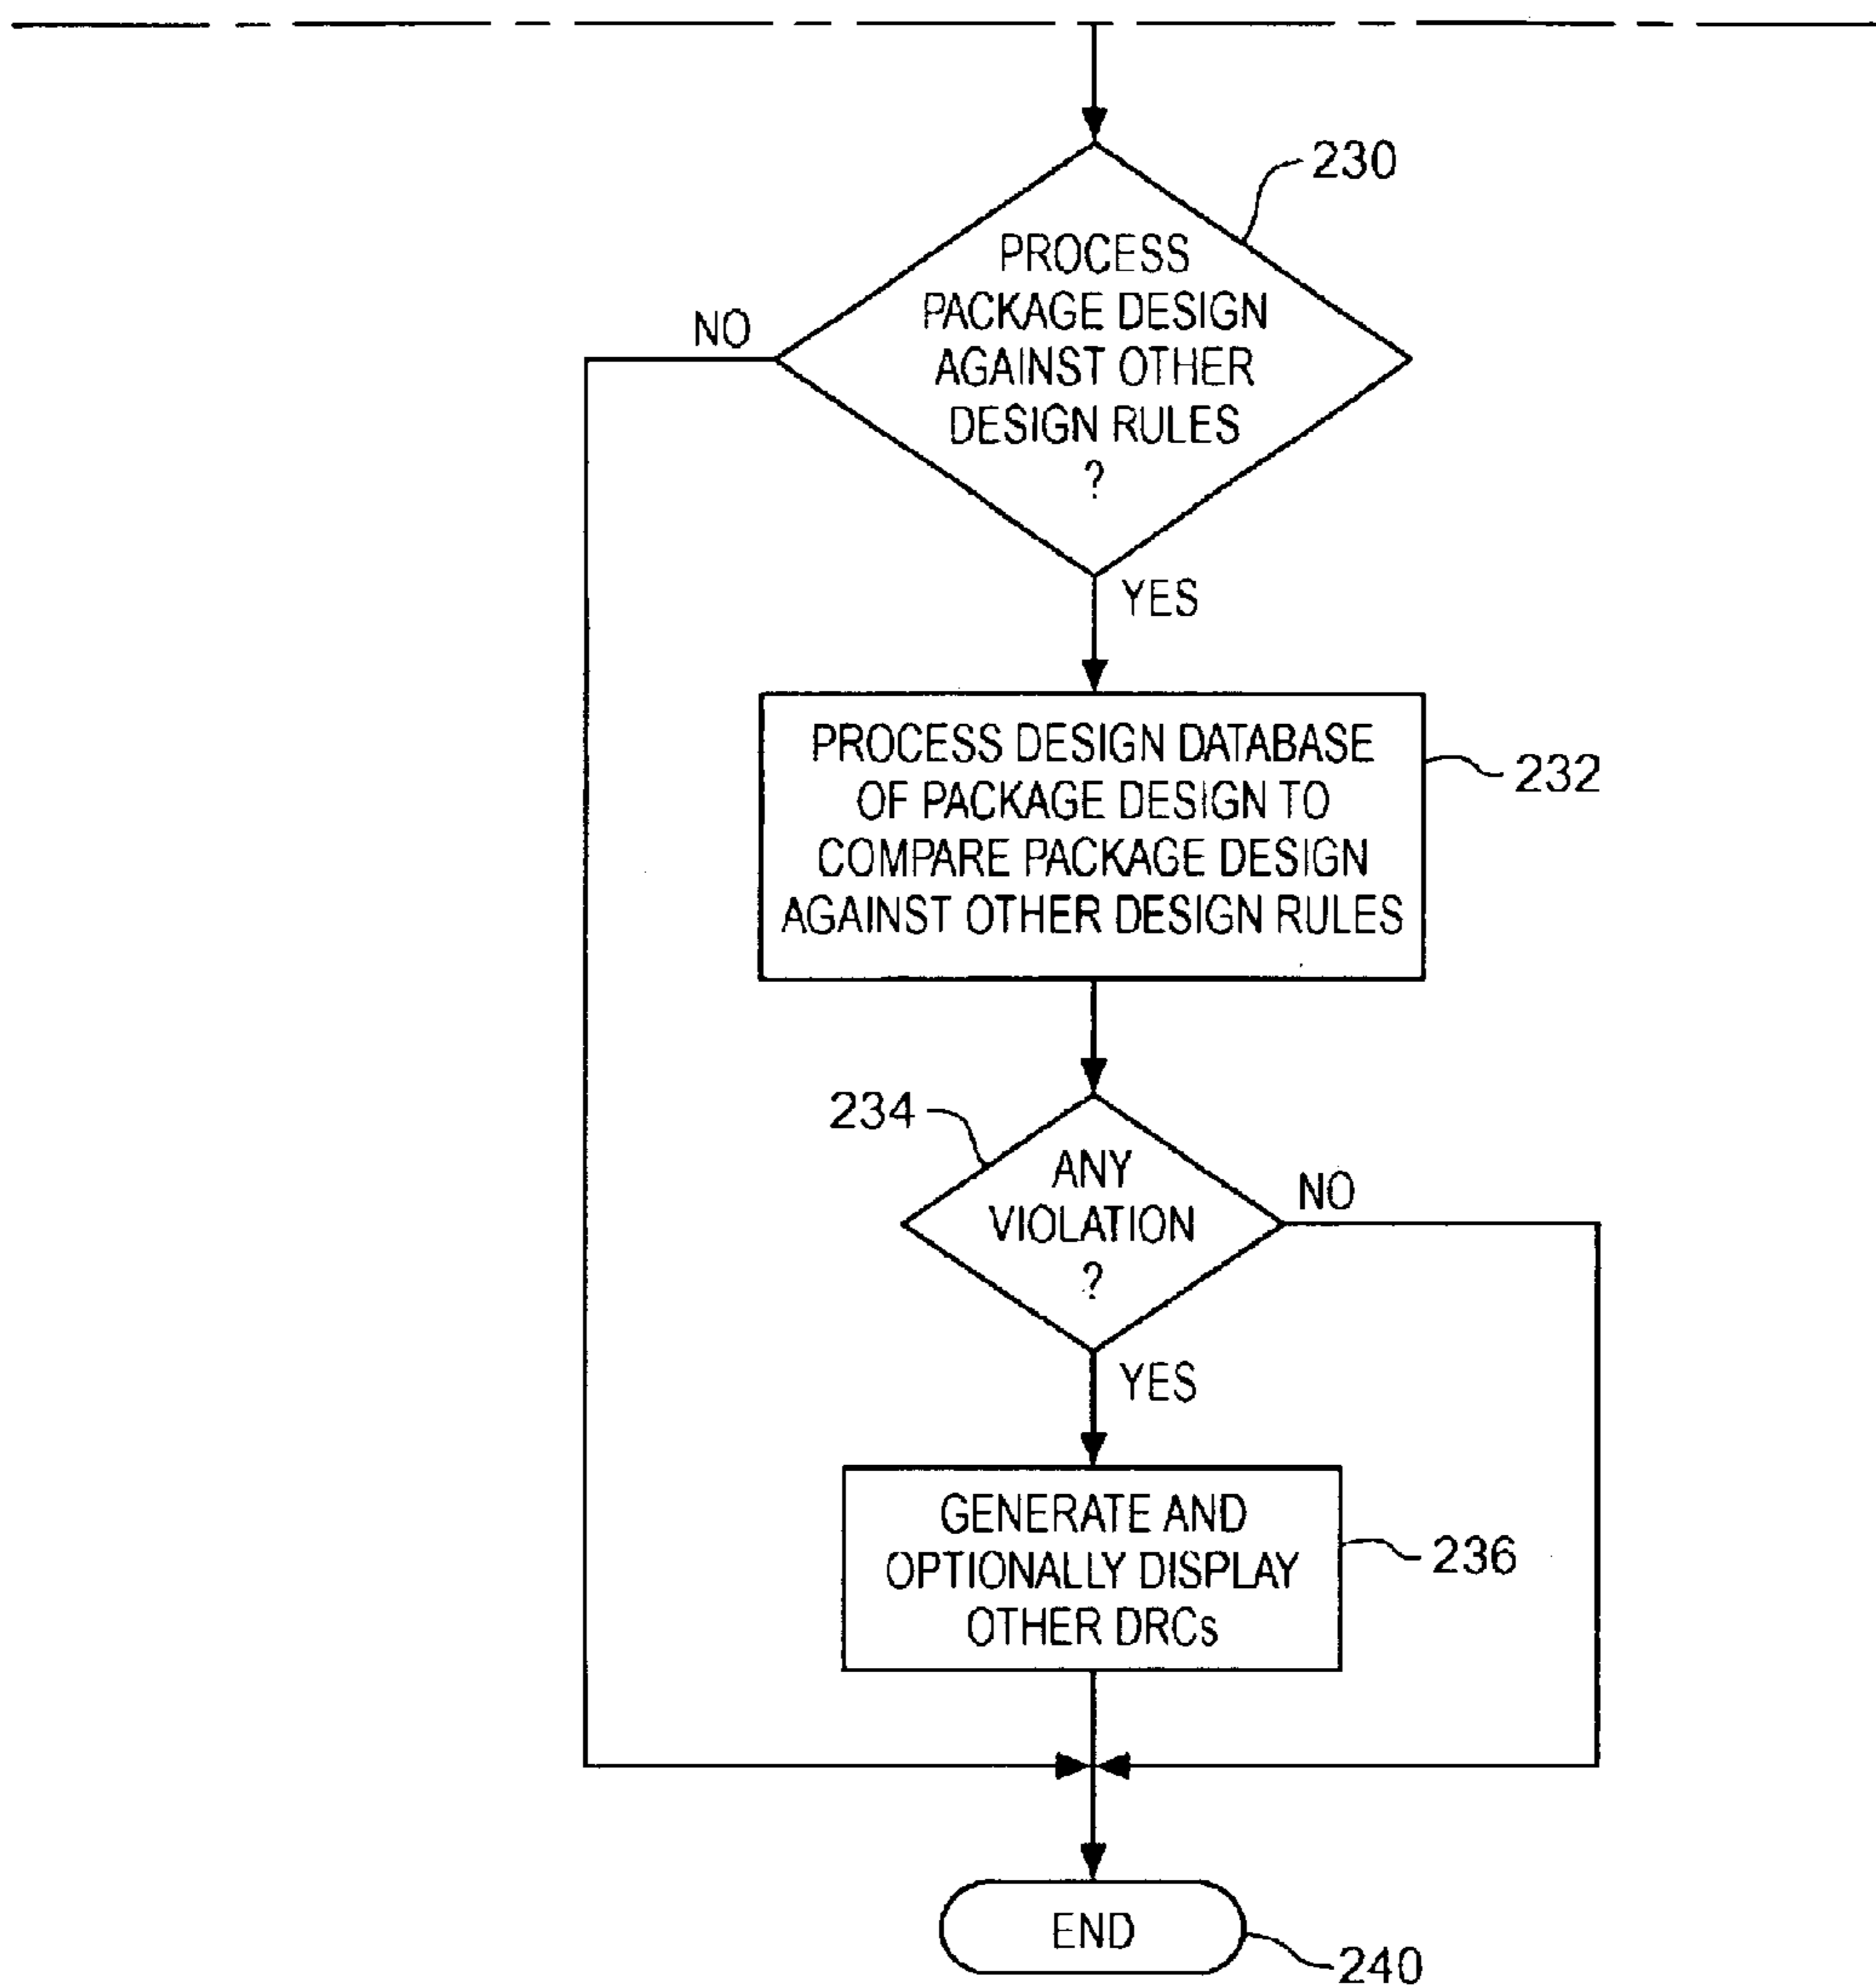 230
PROCESS
PACKAGE DESIGN
AGAINST OTHER
DESIGN RULES
?
NO
YES
PROCESS DESIGN DATABASE
OF PACKAGE DESIGN TO
COMPARE PACKAGE DESIGN
AGAINST OTHER DESIGN RULES
232
234
ANY
VIOLATION
?
NO
YES
GENERATE AND
OPTIONALLY DISPLAY
OTHER DRCs
236
END
240